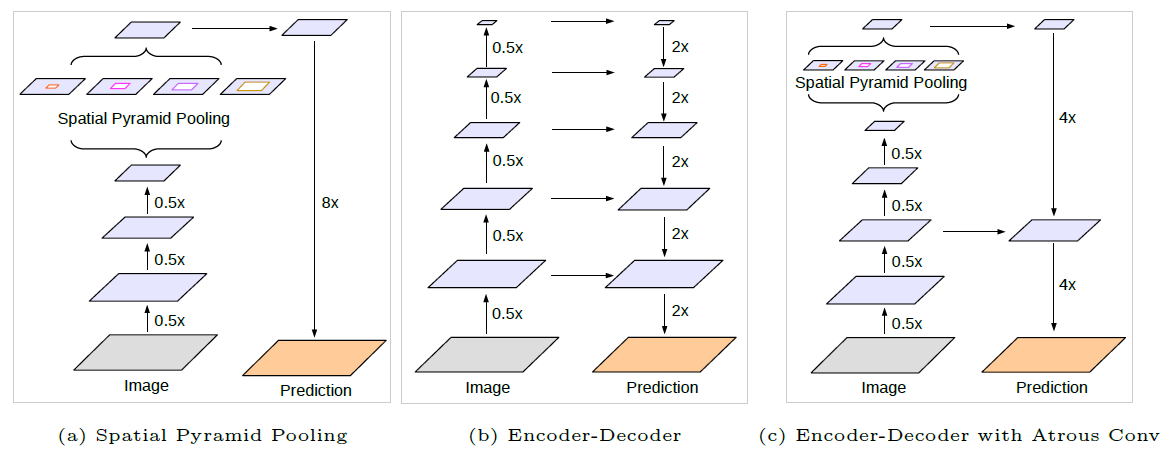 Spatial Pyramid Pooling
0.5x
0.5x
0.5x
8x
Image
Prediction
(a) Spatial Pyramid Pooling
0.5x
2x
0.5x
2x
0.5x
2x
0.5x
2x
0.5x
2x
Image
Prediction
(b) Encoder-Decoder
Spatial Pyramid Pooling
4x
0.5x
0.5x
0.5x
4x
0.5x
Image
Prediction
(c) Encoder-Decoder with Atrous Conv